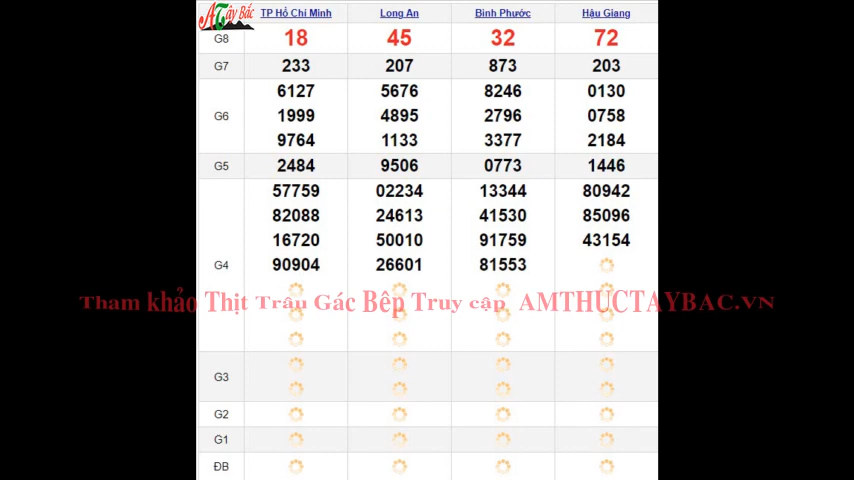 ATây Bắc
TP Hồ Chí Minh Long An Bình Phước Hậu Giang
G8 18 45 32 72
G7 233 207 873 203
6127 5676 8246 0130
G6 1999 4895 2796 0758
9764 1133 3377 2184
G5 2484 9506 0773 1446
57759 02234 13344 80942
82088 24613 41530 85096
16720 50010 91759 43154
G4 90904 26601 81553
Tham khảo Thịt Trâu Gác Bếp Truy cập AMTHUCTAYBAC.VN
G3
G2
G1
ĐB